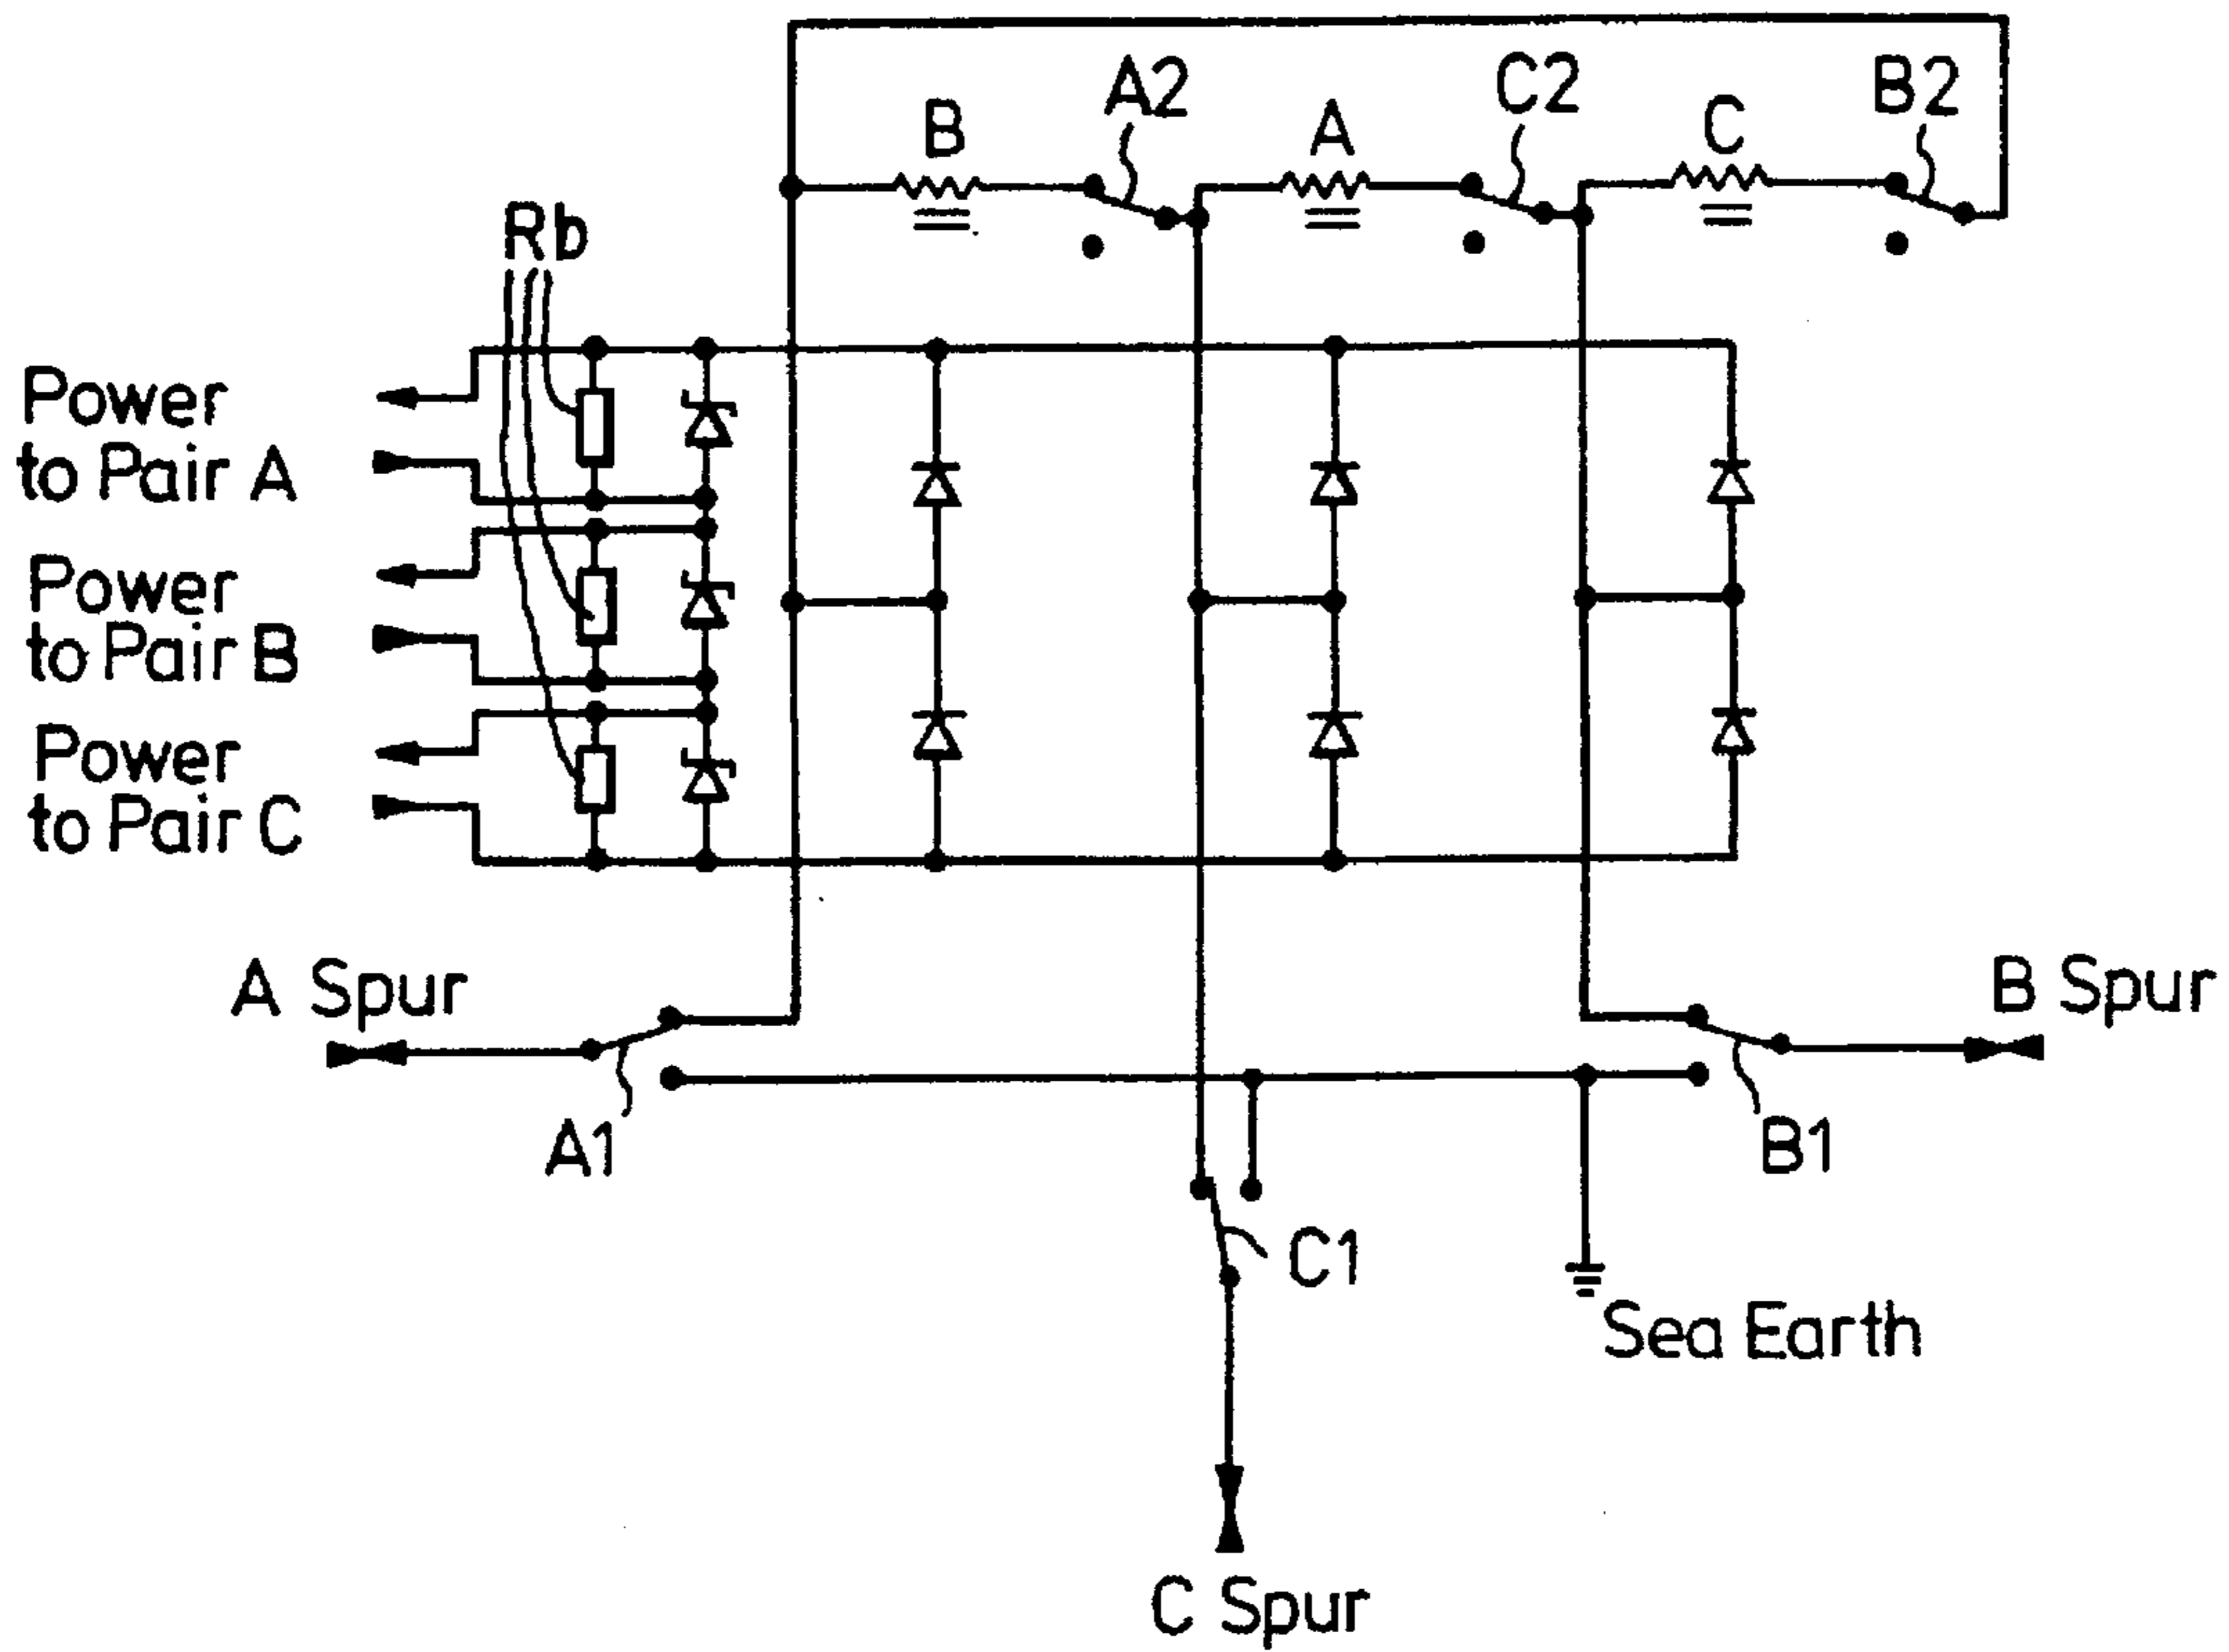 A2
C2
B2
B
A
C
Rb
Power
to Pair A
Power
to Pair B
Power
to Pair C
A Spur
B Spur
A1
B1
C1
Sea Earth
C Spur